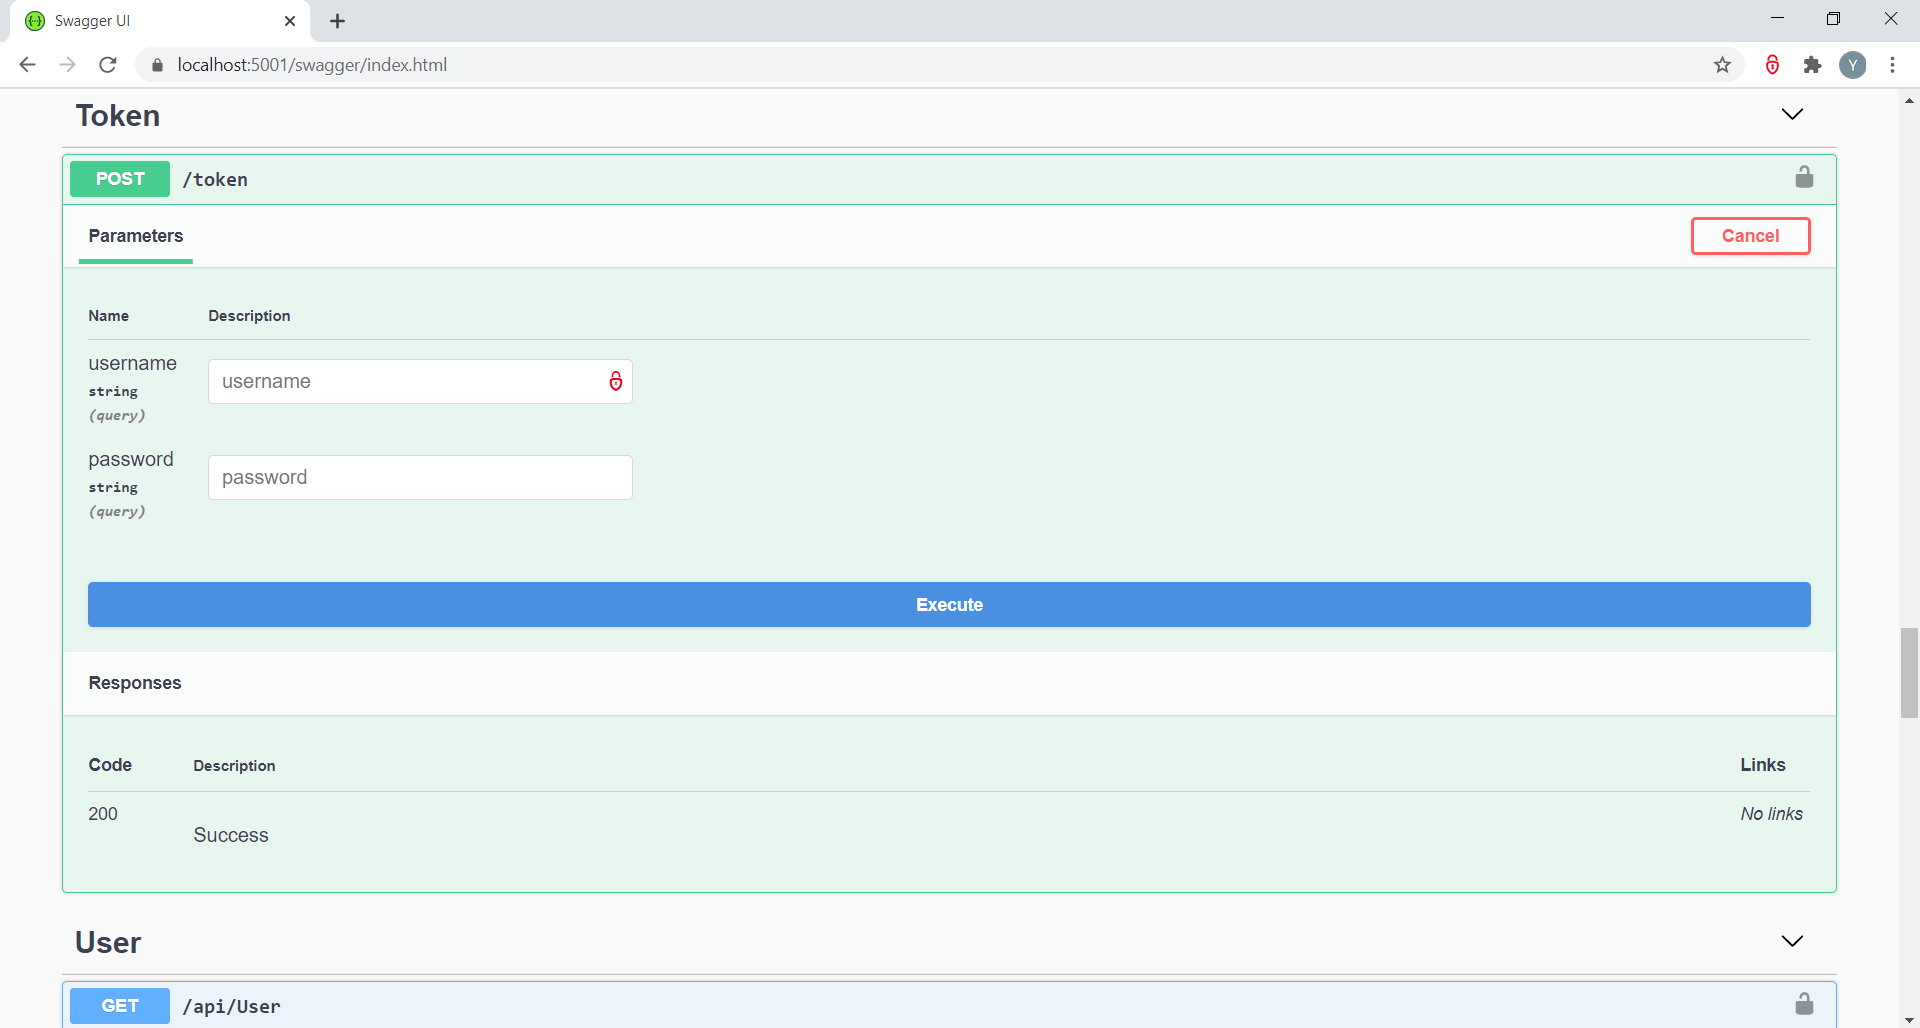 Swagger UI
localhost:5001/swagger/index.html
Y
Token
POST /token
Parameters Cancel
Name Description
username
string
(query)
username
password
string
(query)
password
Execute
Responses
Code Description Links
200 No links
Success
User
GET /api/User